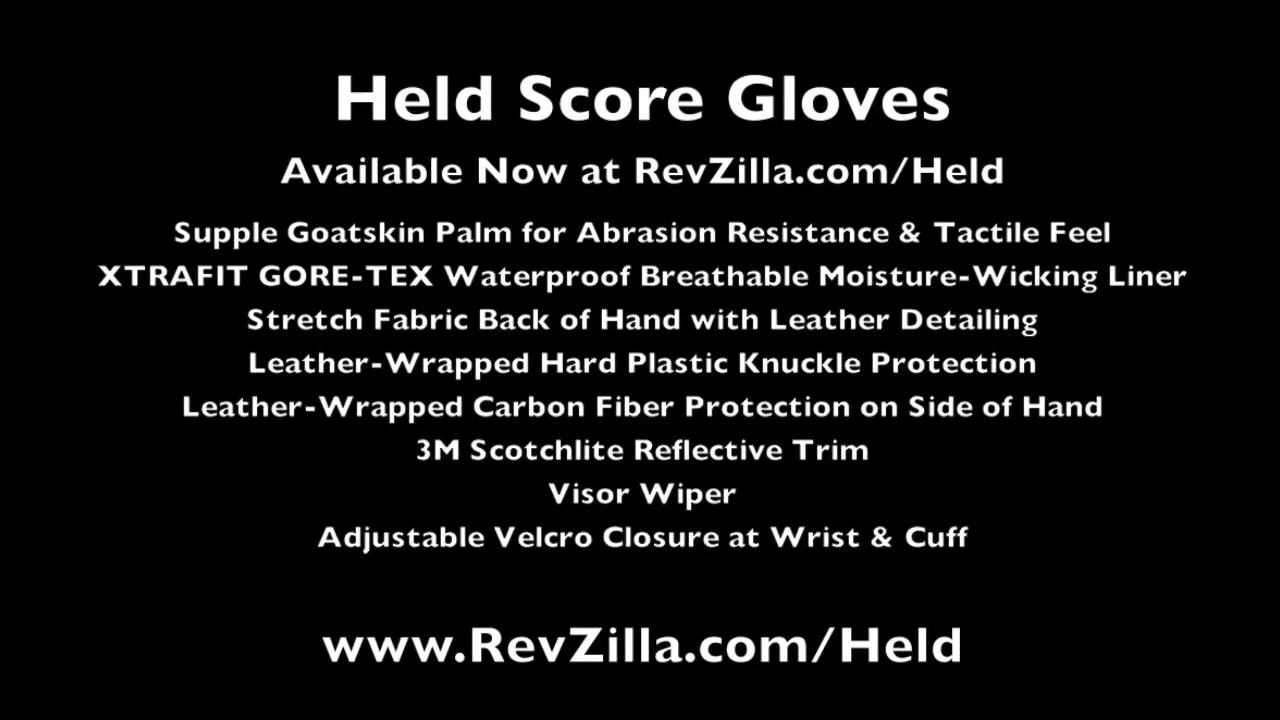 Held Score Gloves
Available Now at RevZilla.com/Held
Supple Goatskin Palm for Abrasion Resistance & Tactile Feel
XTRAFIT GORE-TEX Waterproof Breathable Moisture-Wicking Liner
Stretch Fabric Back of Hand with Leather Detailing
Leather-Wrapped Hard Plastic Knuckle Protection
Leather-Wrapped Carbon Fiber Protection on Side of Hand
3M Scotchlite Reflective Trim
Visor Wiper
Adjustable Velcro Closure at Wrist & Cuff
www.RevZilla.com/Held